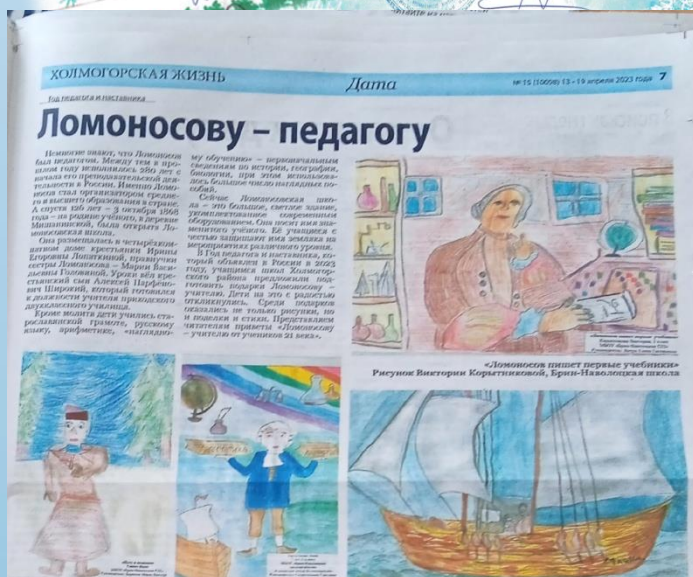 ХОЛМОГОРСКАЯ ЖИЗНЬ
Дата
№ 15 (10608) 13 - 19 апреля 2023 года 7
Год педагога и наставника
Ломоносову – педагогу
Немногие знают, что Ломоносов
был педагогом. Между тем в про-
шлом году исполнилось 280 лет с
начала его преподавательской дея-
тельности в России. Именно Ломо-
носов стал организатором средне-
го и высшего образования в стране.
А спустя 126 лет – 3 октября 1868
года – на родине учёного, в деревне
Мишанинской, была открыта Ло-
моносовская школа.
Она размещалась в четырёхком-
натном доме крестьянки Ирины
Егоровны Лопаткиной, правнучки
сестры Ломоносова – Марии Васи-
льевны Головиной. Уроки вёл кре-
стьянский сын Алексей Парфёно-
вич Широкий, который готовился
к должности учителя приходского
двухклассного училища.
Кроме молитв дети учились ста-
рославянской грамоте, русскому
языку, арифметике, «наглядно-
му обучению» – первоначальным
сведениям по истории, географии,
биологии, при этом использова-
лось большое число наглядных по-
собий.
Сейчас Ломоносовская шко-
ла – это большое, светлое здание,
укомплектованное современным
оборудованием. Она носит имя зна-
менитого учёного. Её учащиеся с
честью защищают имя земляка на
мероприятиях различного уровня.
В Год педагога и наставника, ко-
торый объявлен в России в 2023
году, учащимся школ Холмогор-
ского района предложили под-
готовить подарки Ломоносову –
учителю. Дети на это с радостью
откликнулись. Среди подарков
оказались не только рисунки, но
и поделки и стихи. Представляем
читателям приветы «Ломоносову
– учителю от учеников 21 века».
«Ломоносов пишет первые учебники»
Рисунок Виктории Корытниковой, Брин-Наволоцкая школа